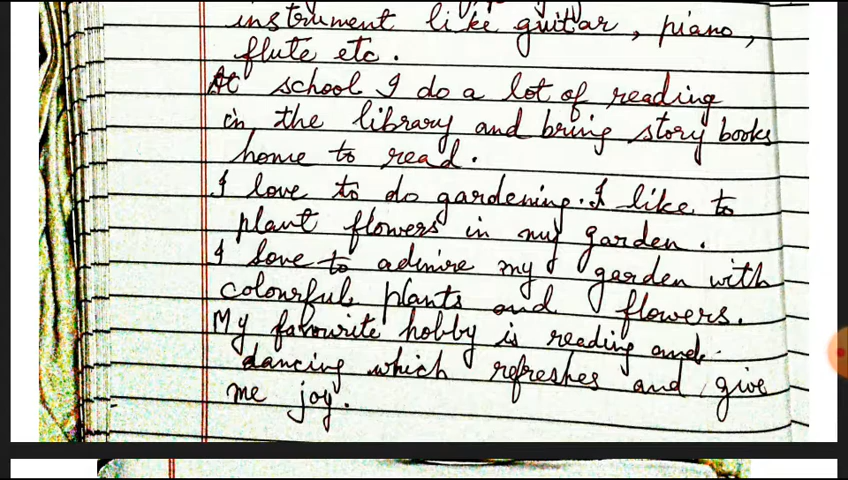 instrument like guitar, piano,
flute etc.
At school I do a lot of reading
in the library and bring story books
home to read.
I love to do gardening. I like to
plant flowers in my garden.
I love to admire my garden with
colourful plants and flowers.
My favourite hobby is reading and
dancing which refreshes and give
me joy.